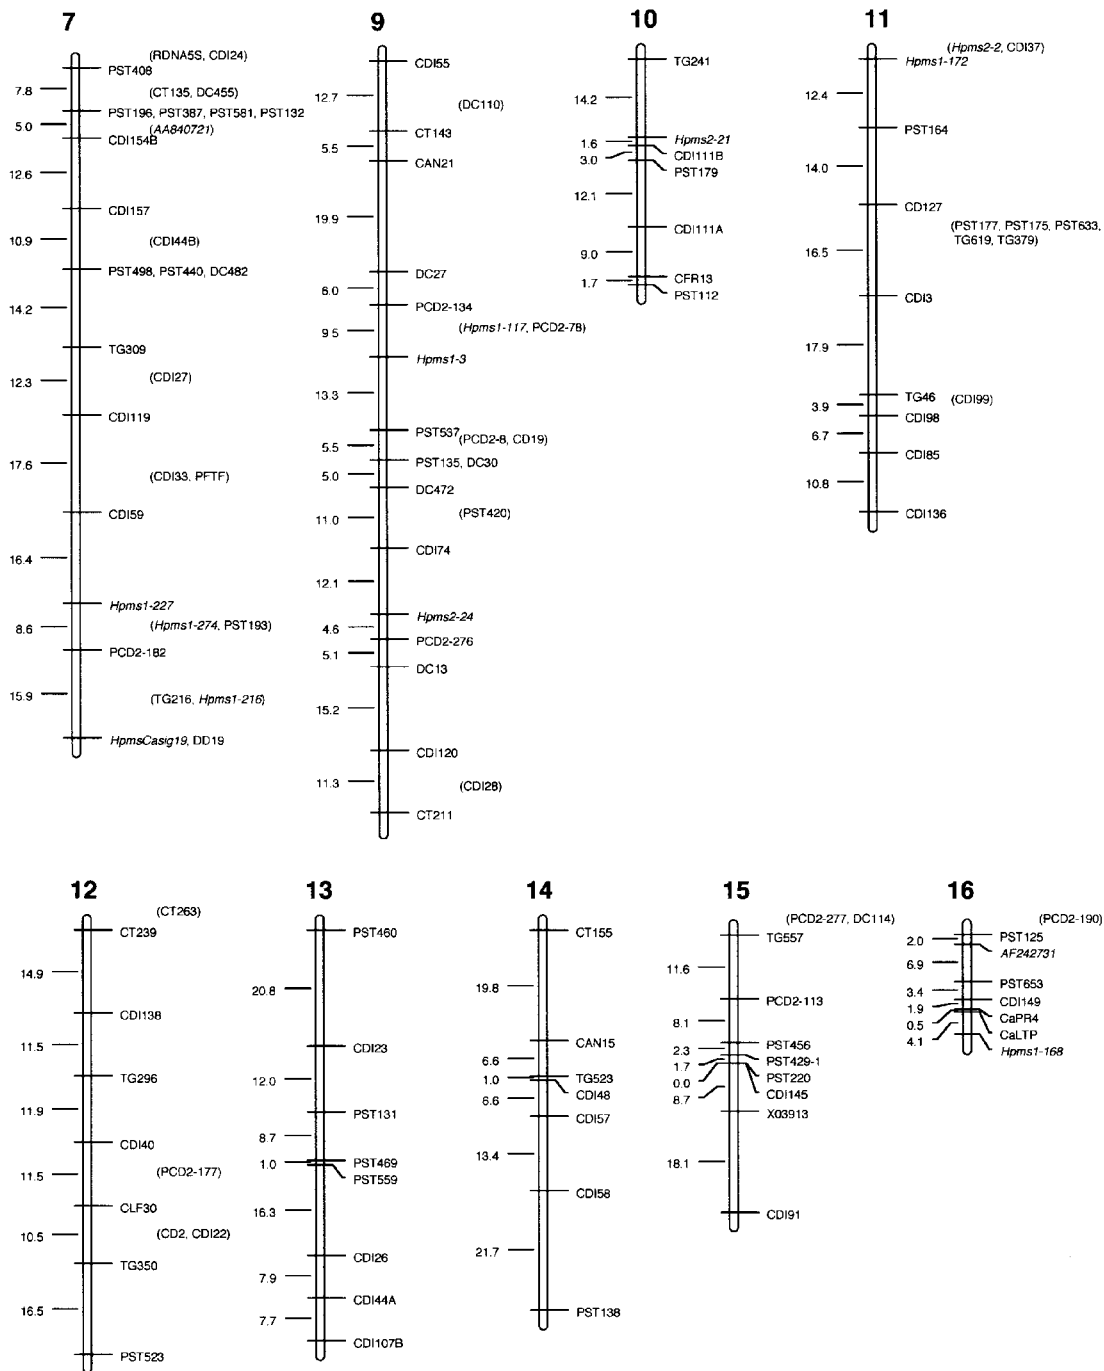 7
(RDNA5S, CDI24)
PST408
7.8
(CT135, DC455)
PST196, PST387, PST581, PST132
5.0
(AA840721)
CDI154B
12.6
CDI157
10.9
(CDI44B)
PST498, PST440, DC482
14.2
TG309
12.3
(CDI27)
CDI119
17.6
(CDI33, PFTF)
CDI59
16.4
Hpms1-227
8.6
(Hpms1-274, PST193)
PCD2-182
15.9
(TG216, Hpms1-216)
HpmsCasig19, DD19
9
CDI55
12.7
(DC110)
CT143
5.5
CAN21
19.9
DC27
6.0
PCD2-134
9.5
(Hpms1-117, PCD2-78)
Hpms1-3
13.3
PST537
(PCD2-8, CD19)
5.5
PST135, DC30
5.0
DC472
11.0
(PST420)
CDI74
12.1
Hpms2-24
4.6
PCD2-276
5.1
DC13
15.2
CDI120
11.3
(CDI28)
CT211
10
TG241
14.2
Hpms2-21
1.6
CDI111B
3.0
PST179
12.1
CDI111A
9.0
CFR13
1.7
PST112
11
(Hpms2-2, CDI37)
Hpms1-172
12.4
PST164
14.0
CD127
(PST177, PST175, PST633,
TG619, TG379)
16.5
CDI3
17.9
TG46
(CDI99)
3.9
CDI98
6.7
CDI85
10.8
CDI136
12
(CT263)
CT239
14.9
CDI138
11.5
TG296
11.9
CDI40
11.5
(PCD2-177)
CLF30
10.5
(CD2, CDI22)
TG350
16.5
PST523
13
PST460
20.8
CDI23
12.0
PST131
8.7
PST469
1.0
PST559
16.3
CDI26
7.9
CDI44A
7.7
CDI107B
14
CT155
19.8
CAN15
6.6
TG523
1.0
CDI48
6.6
CDI57
13.4
CDI58
21.7
PST138
15
(PCD2-277, DC114)
TG557
11.6
PCD2-113
8.1
PST456
2.3
PST429-1
1.7
PST220
0.0
CDI145
8.7
X03913
18.1
CDI91
16
(PCD2-190)
PST125
2.0
AF242731
6.9
PST653
3.4
CDI149
1.9
CaPR4
0.5
CaLTP
4.1
Hpms1-168